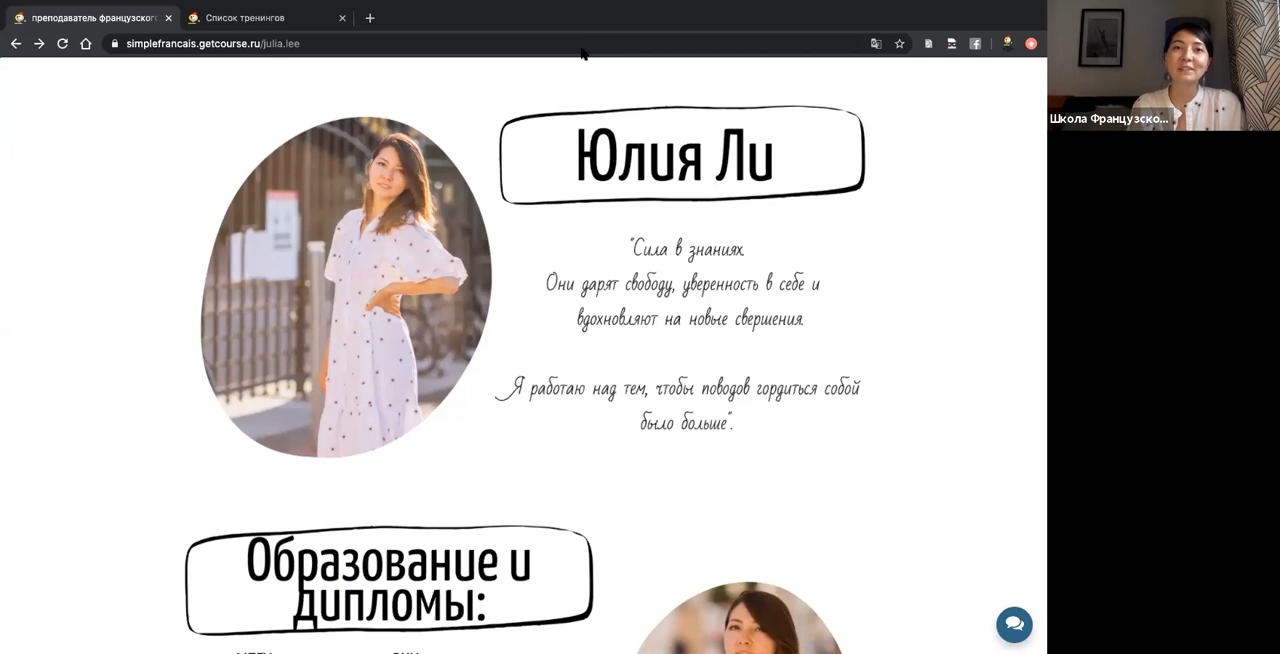 преподаватель французского
Список тренингов
simplefrancais.getcourse.ru/julia.lee
Школа Французско...
Юлия Ли
"Сила в знаниях.
Они дарят свободу, уверенность в себе и
вдохновляют на новые свершения.
Я работаю над тем, чтобы поводов гордиться собой
было больше".
Образование и
дипломы: